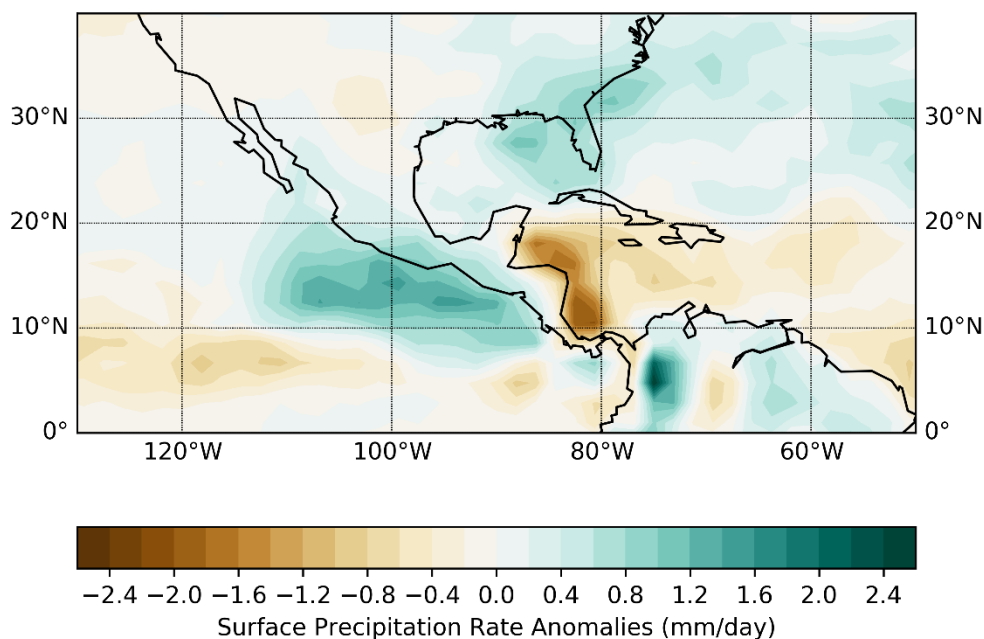 30°N 30°N
20°N 20°N
10°N 10°N
0° 0°
120°W 100°W 80°W 60°W
−2.4 −2.0 −1.6 −1.2 −0.8 −0.4 0.0 0.4 0.8 1.2 1.6 2.0 2.4
Surface Precipitation Rate Anomalies (mm/day)